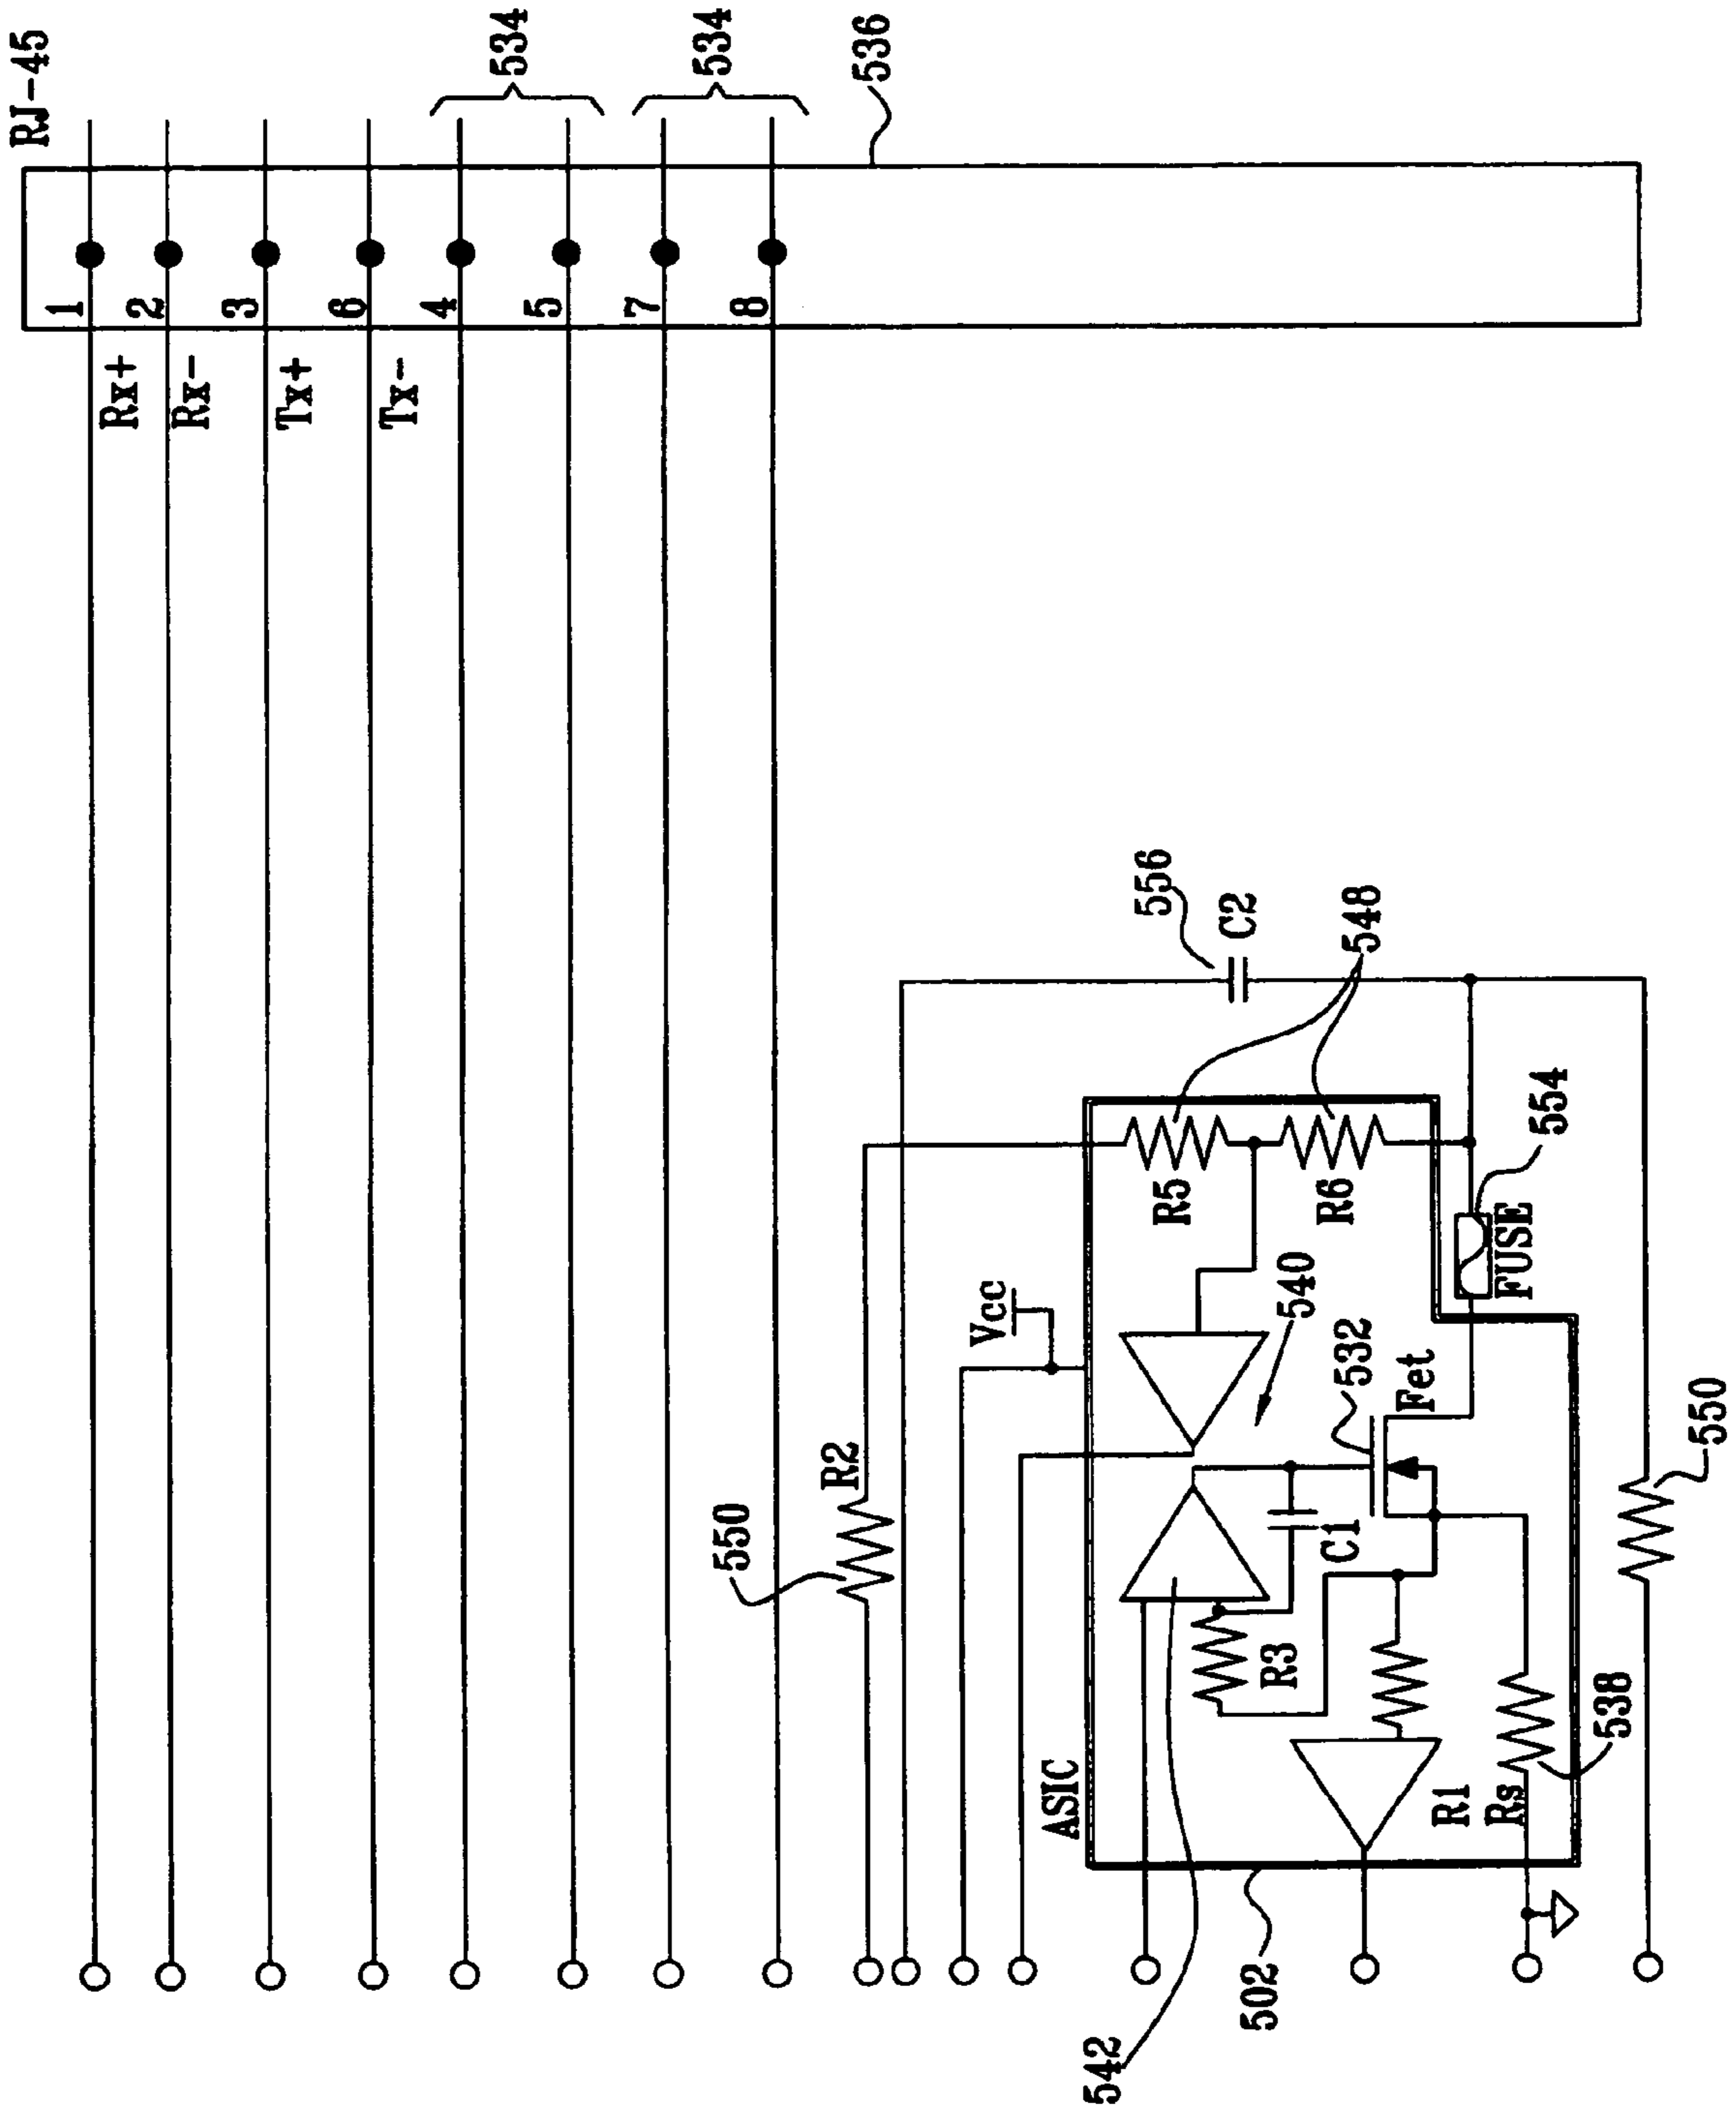 RJ-45
534
534
536
1
2
3
6
4
5
7
8
Rx+
Rx-
Tx+
Tx-
556
C2
548
554
R5
R6
FUSE
Vcc
540
532
Fet
550
R2
550
C1
R3
538
ASIC
R1
Rs
502
542